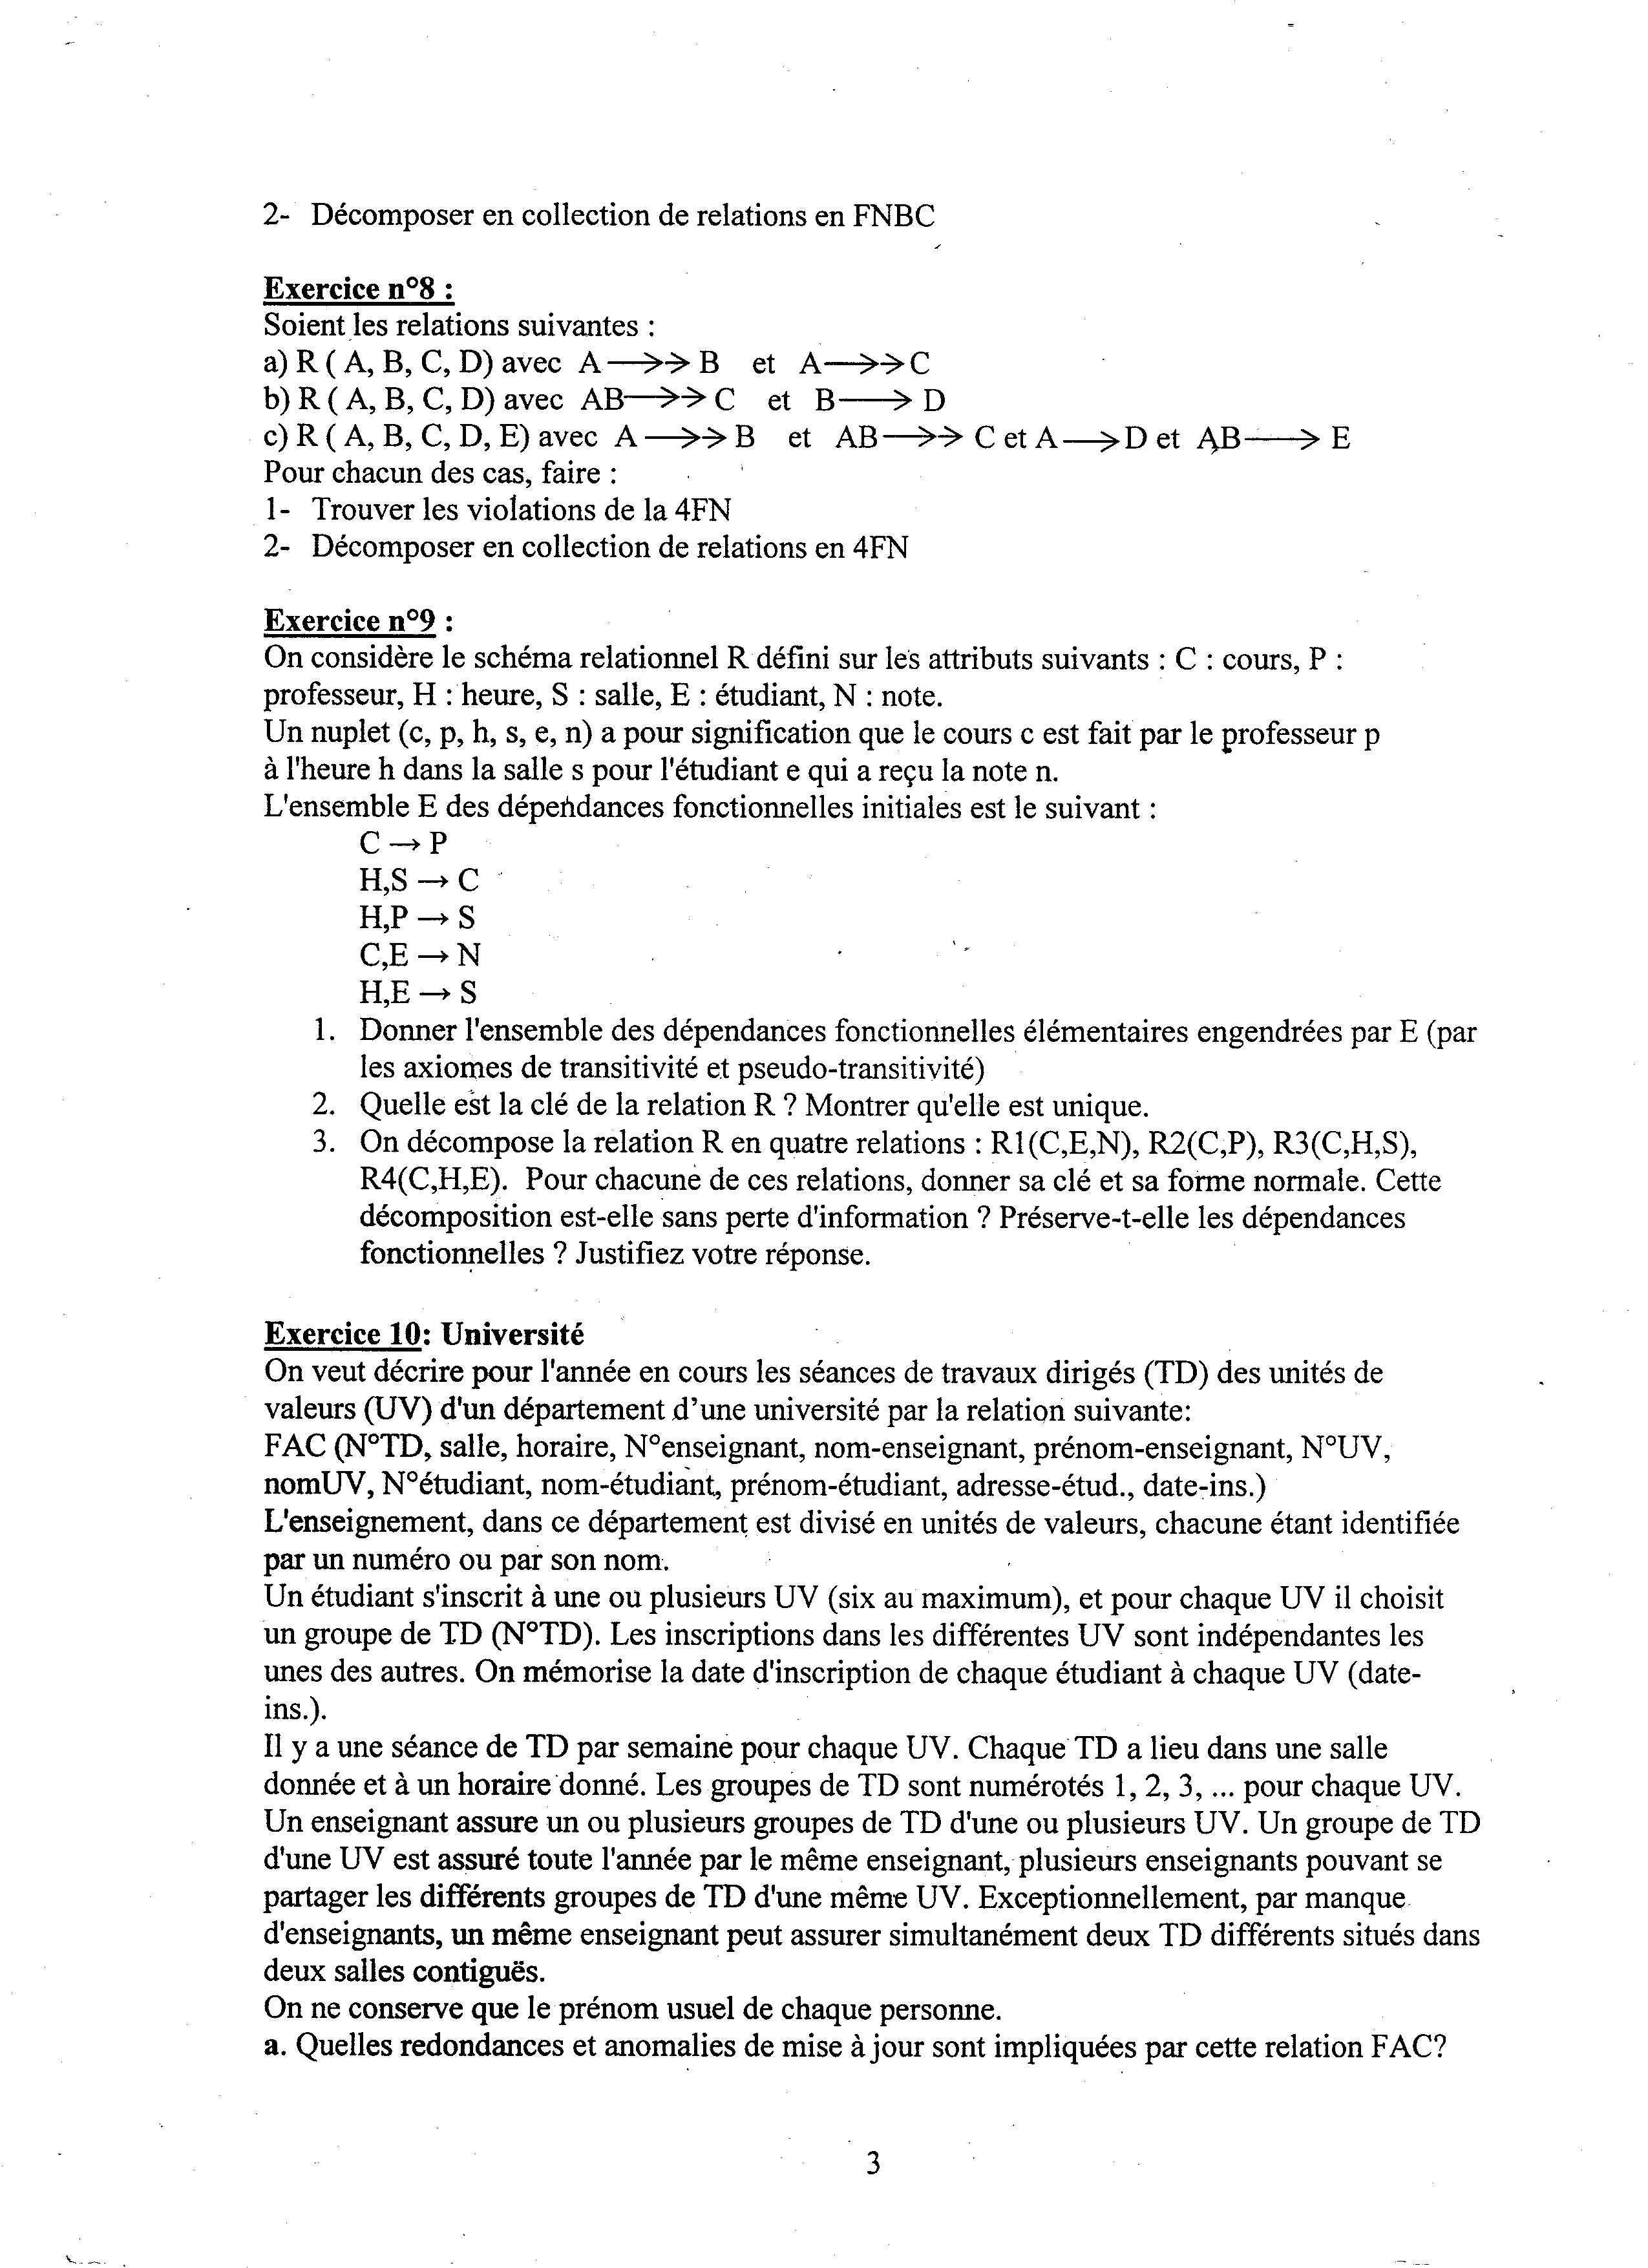 2- Décomposer en collection de relations en FNBC
Exercice n°8 :
Soient les relations suivantes :
a) R ( A, B, C, D) avec A ⟶> B et A ⟶> C
b) R ( A, B, C, D) avec AB ⟶> C et B ⟶ D
c) R ( A, B, C, D, E) avec A ⟶> B et AB ⟶> C et A ⟶ D et AB ⟶ E
Pour chacun des cas, faire :
1- Trouver les violations de la 4FN
2- Décomposer en collection de relations en 4FN
Exercice n°9 :
On considère le schéma relationnel R défini sur les attributs suivants : C : cours, P :
professeur, H : heure, S : salle, E : étudiant, N : note.
Un nuplet (c, p, h, s, e, n) a pour signification que le cours c est fait par le professeur p
à l'heure h dans la salle s pour l'étudiant e qui a reçu la note n.
L'ensemble E des dépendances fonctionnelles initiales est le suivant :
C → P
H,S → C
H,P → S
C,E → N
H,E → S
1. Donner l'ensemble des dépendances fonctionnelles élémentaires engendrées par E (par
les axiomes de transitivité et pseudo-transitivité)
2. Quelle est la clé de la relation R ? Montrer qu'elle est unique.
3. On décompose la relation R en quatre relations : R1(C,E,N), R2(C,P), R3(C,H,S),
R4(C,H,E). Pour chacune de ces relations, donner sa clé et sa forme normale. Cette
décomposition est-elle sans perte d'information ? Préserve-t-elle les dépendances
fonctionnelles ? Justifiez votre réponse.
Exercice 10: Université
On veut décrire pour l'année en cours les séances de travaux dirigés (TD) des unités de
valeurs (UV) d'un département d’une université par la relation suivante:
FAC (N°TD, salle, horaire, N°enseignant, nom-enseignant, prénom-enseignant, N°UV,
nomUV, N°étudiant, nom-étudiant, prénom-étudiant, adresse-étud., date-ins.)
L'enseignement, dans ce département est divisé en unités de valeurs, chacune étant identifiée
par un numéro ou par son nom.
Un étudiant s'inscrit à une ou plusieurs UV (six au maximum), et pour chaque UV il choisit
un groupe de TD (N°TD). Les inscriptions dans les différentes UV sont indépendantes les
unes des autres. On mémorise la date d'inscription de chaque étudiant à chaque UV (date-
ins.).
Il y a une séance de TD par semaine pour chaque UV. Chaque TD a lieu dans une salle
donnée et à un horaire donné. Les groupes de TD sont numérotés 1, 2, 3, ... pour chaque UV.
Un enseignant assure un ou plusieurs groupes de TD d'une ou plusieurs UV. Un groupe de TD
d'une UV est assuré toute l'année par le même enseignant, plusieurs enseignants pouvant se
partager les différents groupes de TD d'une même UV. Exceptionnellement, par manque
d'enseignants, un même enseignant peut assurer simultanément deux TD différents situés dans
deux salles contiguës.
On ne conserve que le prénom usuel de chaque personne.
a. Quelles redondances et anomalies de mise à jour sont impliquées par cette relation FAC?
3